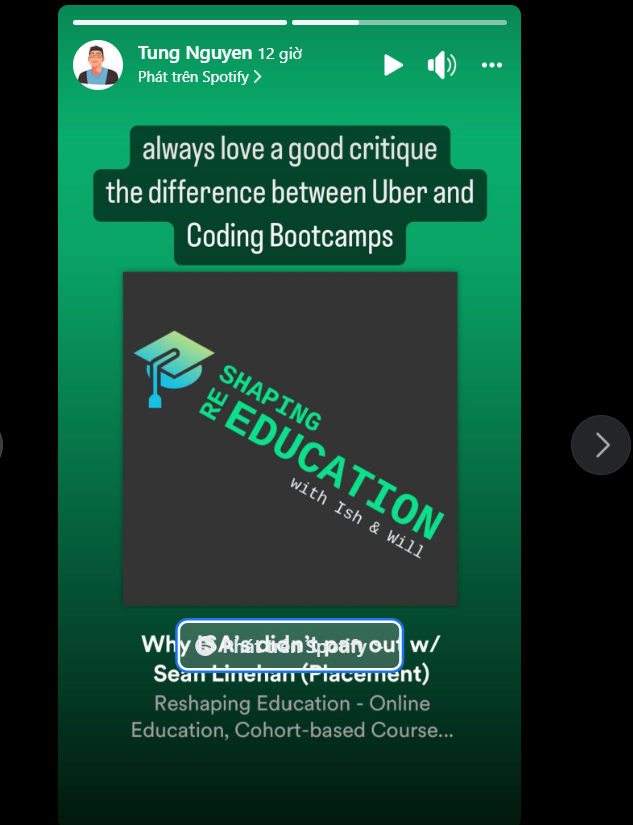 Tung Nguyen 12 giờ
Phát trên Spotify
always love a good critique
the difference between Uber and
Coding Bootcamps
RE SHAPING
EDUCATION
with Ish & Will
Why ISA's didn't pan out w/
Phát trên Spotify
Sean Linehan (Placement)
Reshaping Education - Online
Education, Cohort-based Course...